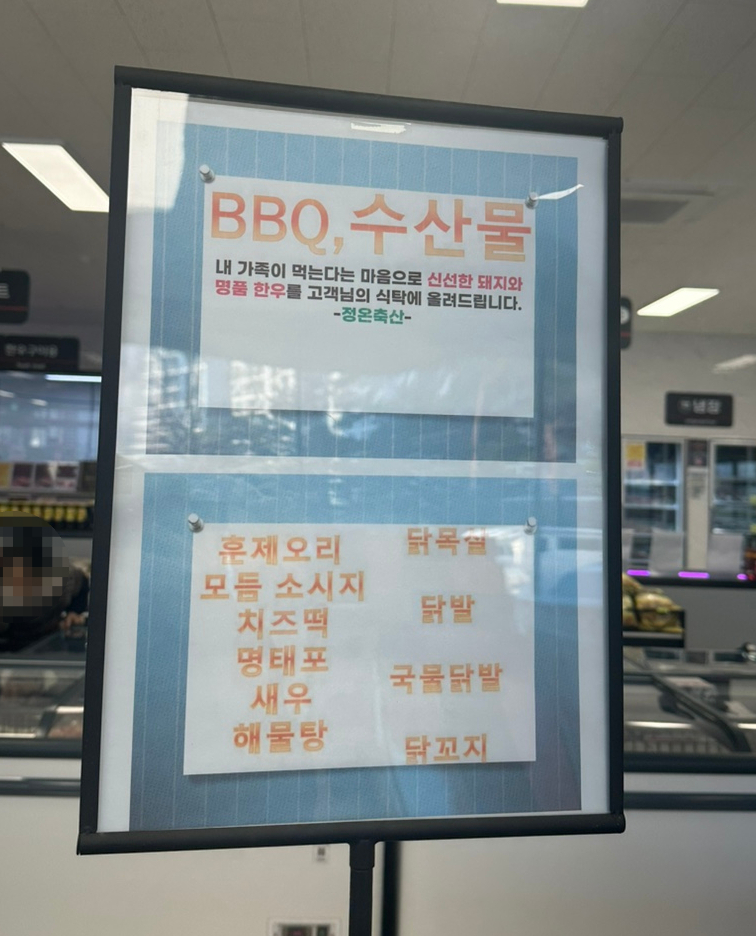 BBQ,수산물
내 가족이 먹는다는 마음으로 신선한 돼지와
명품 한우를 고객님의 식탁에 올려드립니다.
-정온축산-
훈제오리
모듬 소시지
치즈떡
명태포
새우
해물탕
닭목살
닭발
국물닭발
닭꼬지
냉장